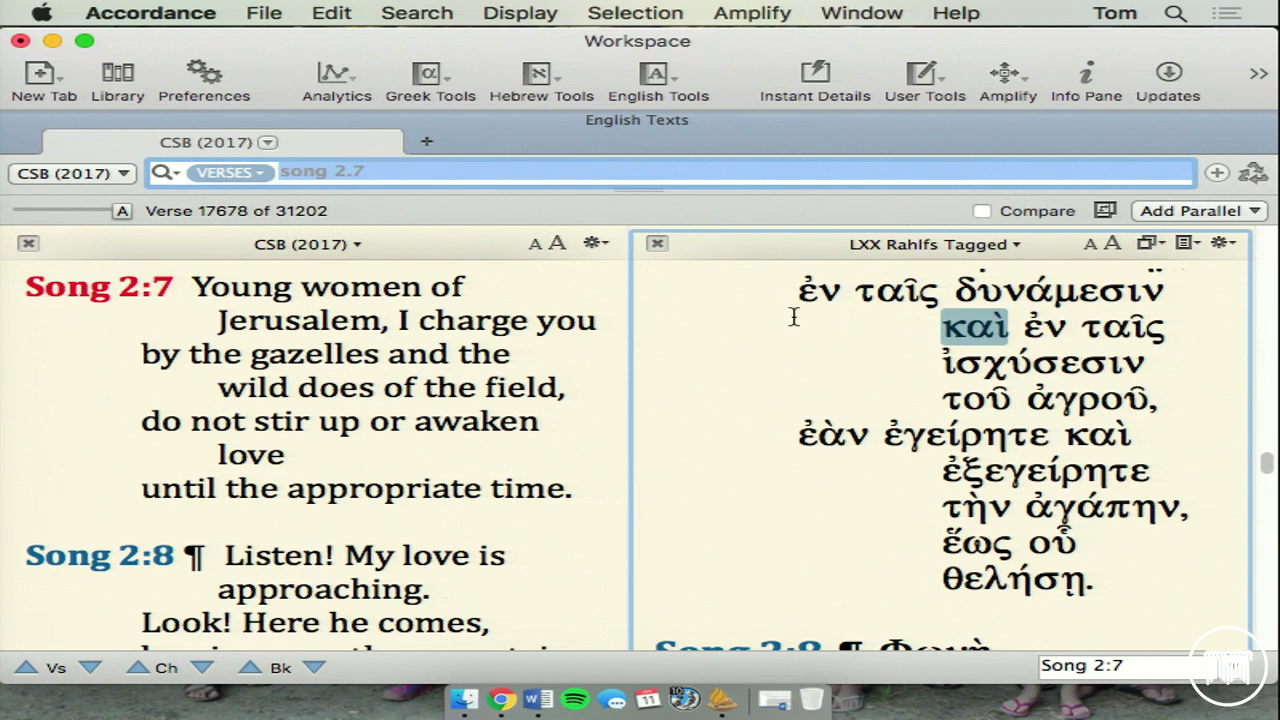 Accordance File Edit Search Display Selection Amplify Window Help Tom
Workspace
New Tab Library Preferences Analytics Greek Tools Hebrew Tools English Tools Instant Details User Tools Amplify Info Pane Updates
English Texts
CSB (2017)
CSB (2017) VERSES song 2.7
A Verse 17678 of 31202 Compare Add Parallel
CSB (2017) A A
Song 2:7 Young women of
Jerusalem, I charge you
by the gazelles and the
wild does of the field,
do not stir up or awaken
love
until the appropriate time.
Song 2:8 ¶ Listen! My love is
approaching.
Look! Here he comes,
LXX Rahlfs Tagged A A
ἐν ταῖς δυνάμεσιν
καὶ ἐν ταῖς
ἰσχύσεσιν
τοῦ ἀγροῦ,
ἐὰν ἐγείρητε καὶ
ἐξεγείρητε
τὴν ἀγάπην,
ἕως οὗ
θελήσῃ.
Song 2:8 ¶ Φωνὴ
Vs Ch Bk Song 2:7
11 10